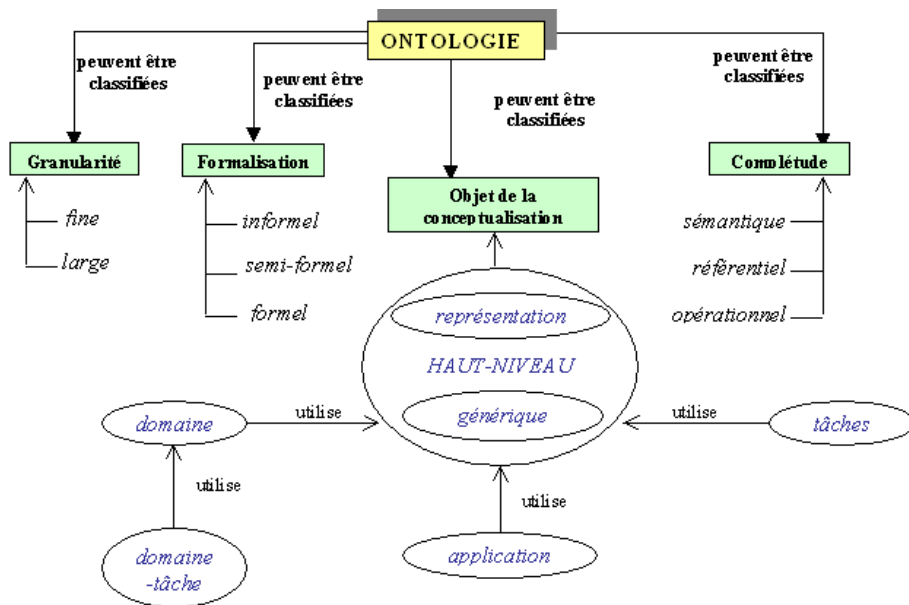 ONTOLOGIE
peuvent être
classifiées
peuvent être
classifiées
peuvent être
classifiées
peuvent être
classifiées
Granularité
Formalisation
Objet de la
conceptualisation
Complétude
fine
large
informel
semi-formel
formel
sémantique
référentiel
opérationnel
représentation
HAUT-NIVEAU
générique
domaine
utilise
utilise
tâches
utilise
utilise
domaine
-tâche
application